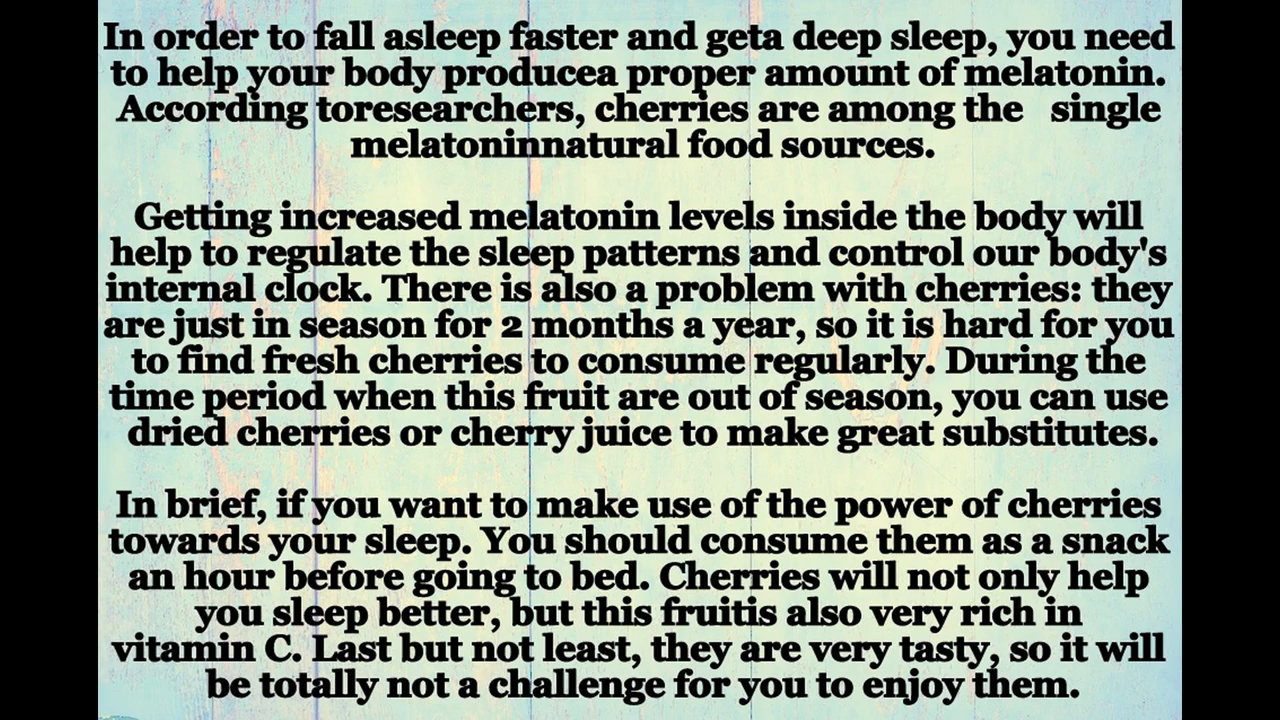 In order to fall asleep faster and geta deep sleep, you need
to help your body producea proper amount of melatonin.
According toresearchers, cherries are among the   single
melatoninnatural food sources.
Getting increased melatonin levels inside the body will
help to regulate the sleep patterns and control our body's
internal clock. There is also a problem with cherries: they
are just in season for 2 months a year, so it is hard for you
to find fresh cherries to consume regularly. During the
time period when this fruit are out of season, you can use
dried cherries or cherry juice to make great substitutes.
In brief, if you want to make use of the power of cherries
towards your sleep. You should consume them as a snack
an hour before going to bed. Cherries will not only help
you sleep better, but this fruitis also very rich in
vitamin C. Last but not least, they are very tasty, so it will
be totally not a challenge for you to enjoy them.